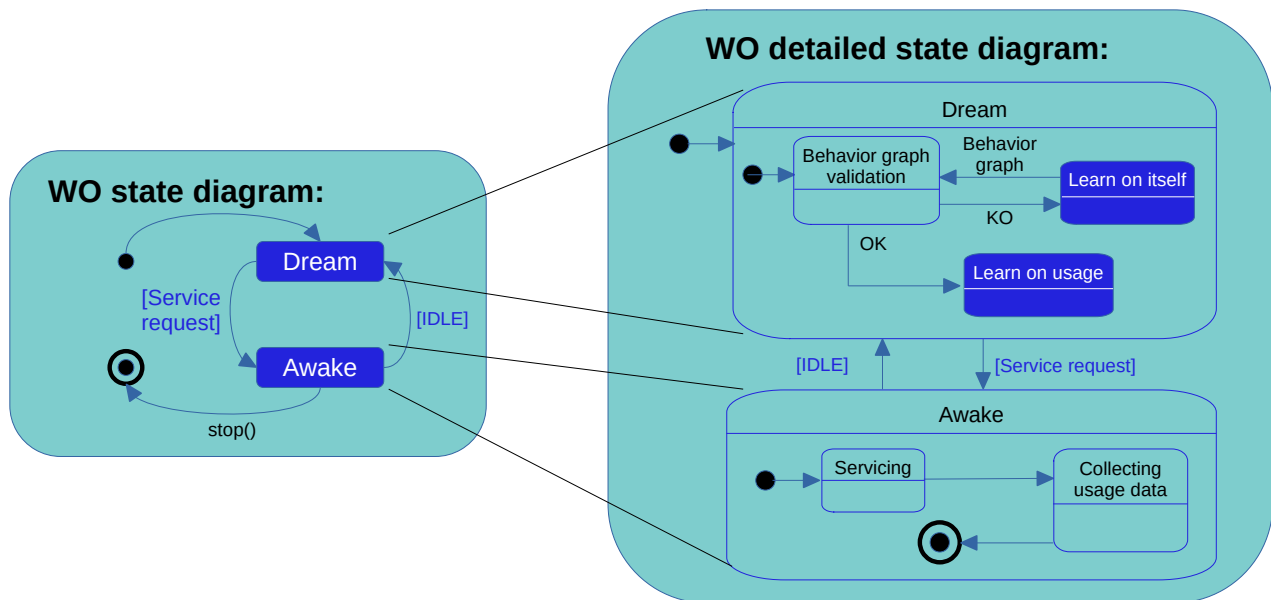 WO state diagram:
Dream
[Service
request]
[IDLE]
Awake
stop()
WO detailed state diagram:
Dream
Behavior graph
validation
Behavior
graph
Learn on itself
KO
OK
Learn on usage
[IDLE]
[Service request]
Awake
Servicing
Collecting
usage data